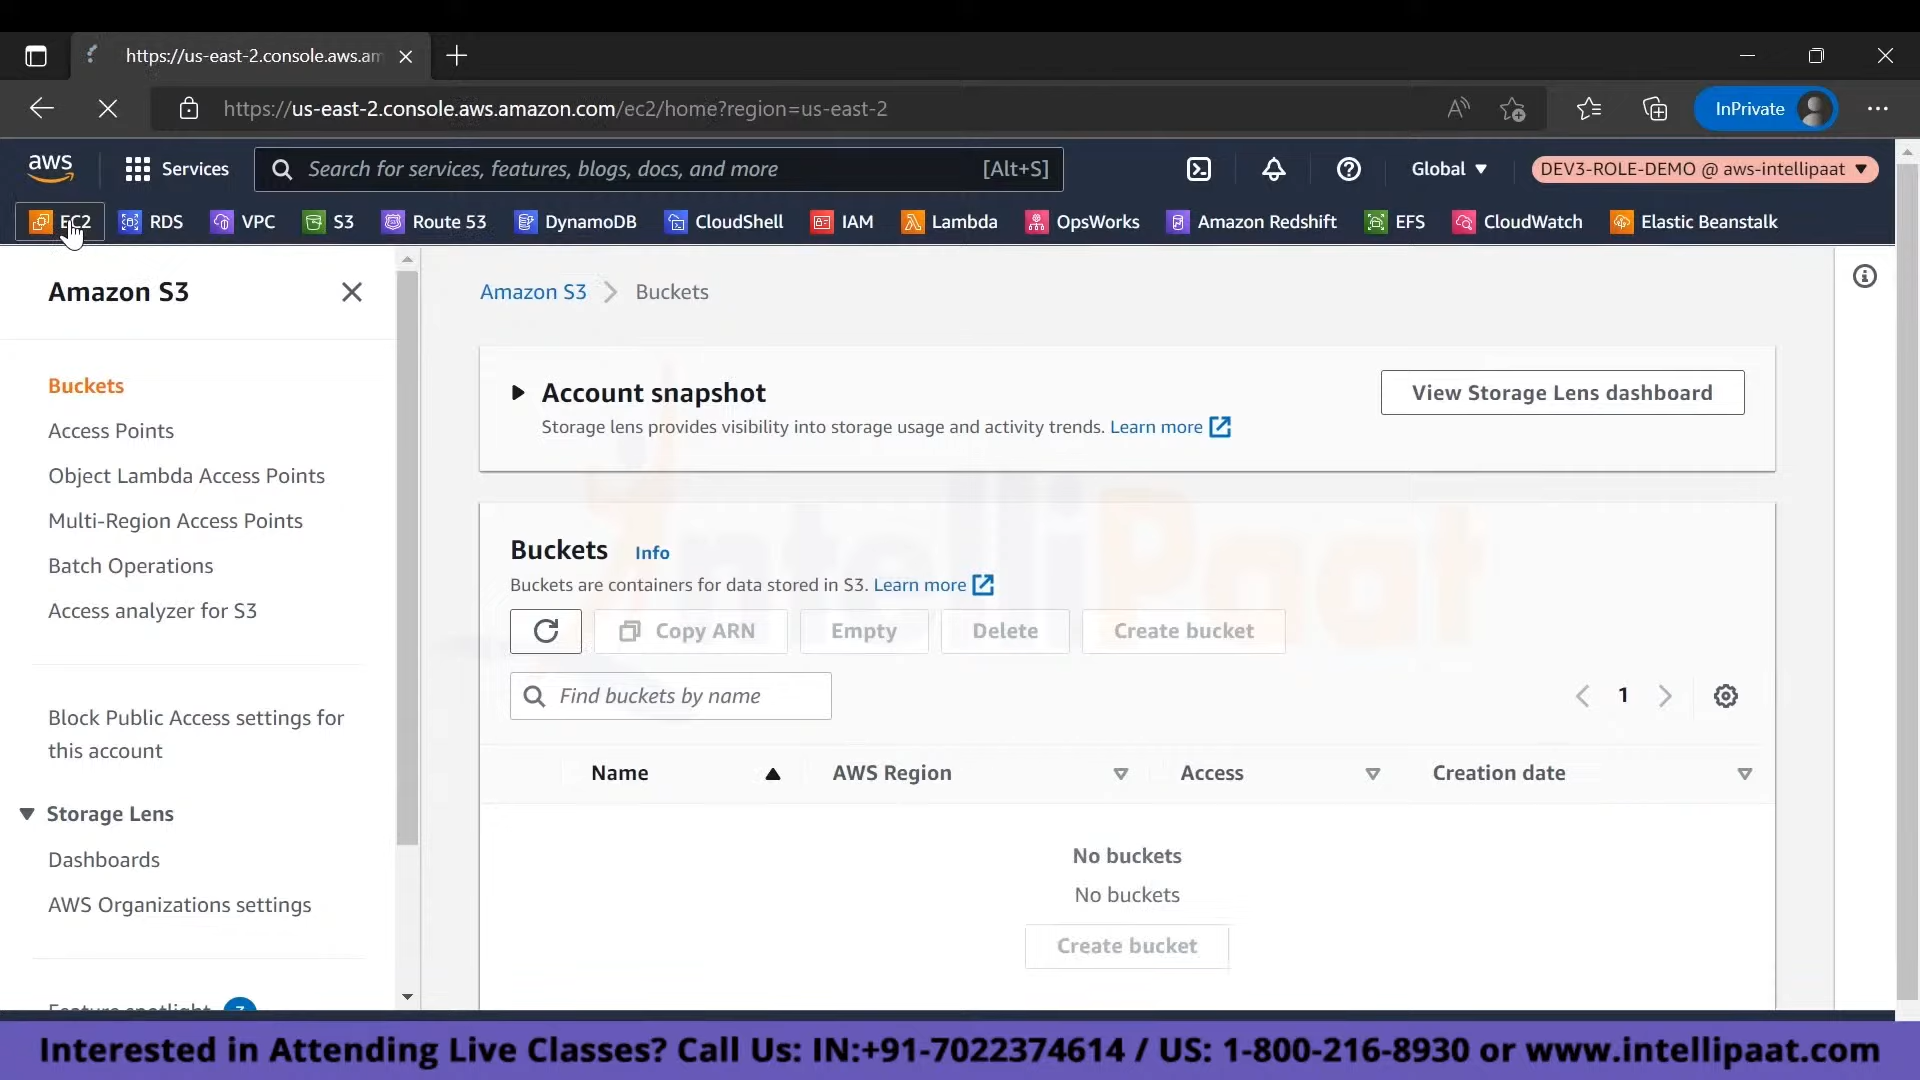 https://us-east-2.console.aws.am
https://us-east-2.console.aws.amazon.com/ec2/home?region=us-east-2
InPrivate
aws
Services
Search for services, features, blogs, docs, and more
[Alt+S]
Global
DEV3-ROLE-DEMO @ aws-intellipaat
EC2
RDS
VPC
S3
Route 53
DynamoDB
CloudShell
IAM
Lambda
OpsWorks
Amazon Redshift
EFS
CloudWatch
Elastic Beanstalk
Amazon S3
Buckets
Access Points
Object Lambda Access Points
Multi-Region Access Points
Batch Operations
Access analyzer for S3
Block Public Access settings for
this account
Storage Lens
Dashboards
AWS Organizations settings
Feature spotlight 3
Amazon S3 > Buckets
Account snapshot
Storage lens provides visibility into storage usage and activity trends. Learn more
View Storage Lens dashboard
Buckets Info
Buckets are containers for data stored in S3. Learn more
Copy ARN
Empty
Delete
Create bucket
Find buckets by name
1
Name
AWS Region
Access
Creation date
No buckets
No buckets
Create bucket
intelliPaat
Interested in Attending Live Classes? Call Us: IN:+91-7022374614 / US: 1-800-216-8930 or www.intellipaat.com